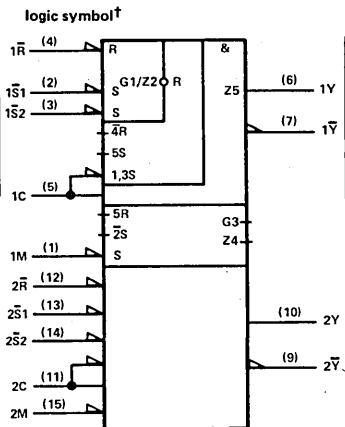 logic symbol†
1R̅ (4) R &
1S̅1 (2) S G1/Z2 R Z5 (6) 1Y
1S̅2 (3) S (7) 1Y̅
4̅R
5S
1C (5) 1,3S
5R G3
2̅S Z4
1M (1) S
2R̅ (12)
2S̅1 (13)
2S̅2 (14) (10) 2Y
2C (11) (9) 2Y̅
2M (15)